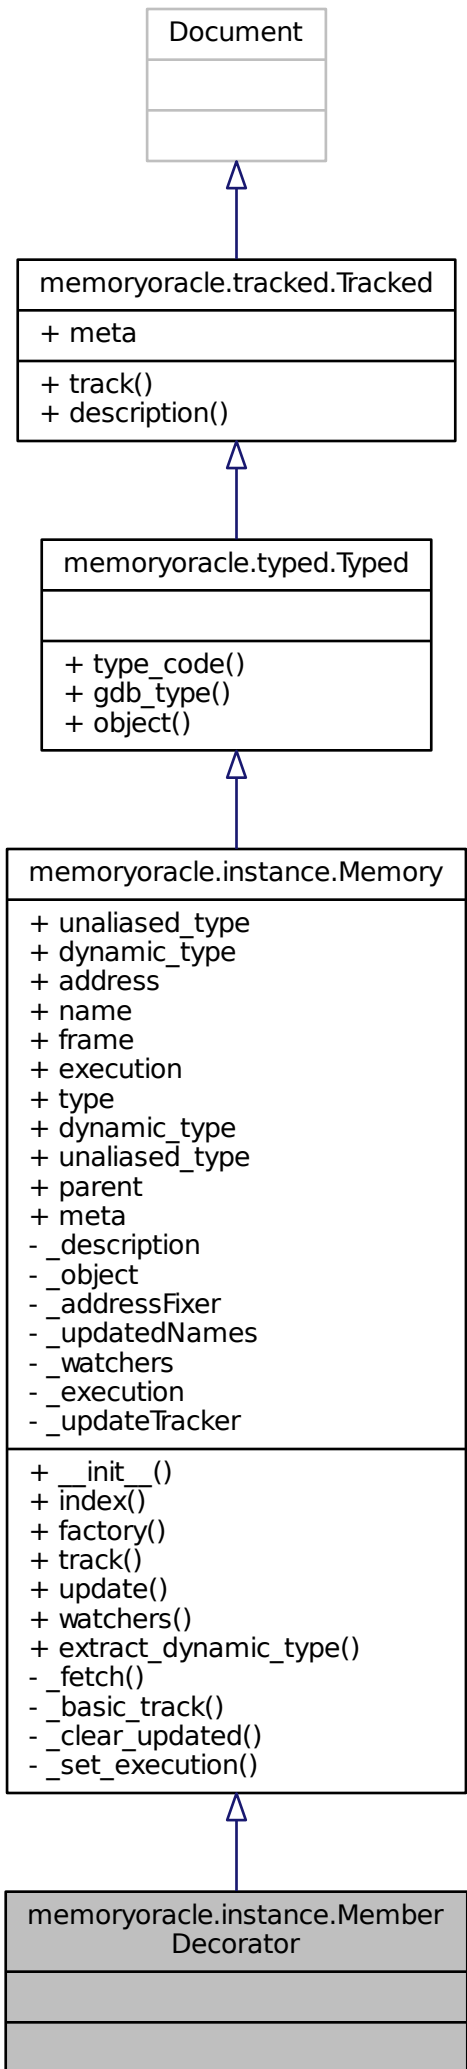 Document
memoryoracle.tracked.Tracked
+ meta
+ track()
+ description()
memoryoracle.typed.Typed
+ type_code()
+ gdb_type()
+ object()
memoryoracle.instance.Memory
+ unaliased_type
+ dynamic_type
+ address
+ name
+ frame
+ execution
+ type
+ dynamic_type
+ unaliased_type
+ parent
+ meta
- _description
- _object
- _addressFixer
- _updatedNames
- _watchers
- _execution
- _updateTracker
+ __init__()
+ index()
+ factory()
+ track()
+ update()
+ watchers()
+ extract_dynamic_type()
- _fetch()
- _basic_track()
- _clear_updated()
- _set_execution()
memoryoracle.instance.Member
Decorator